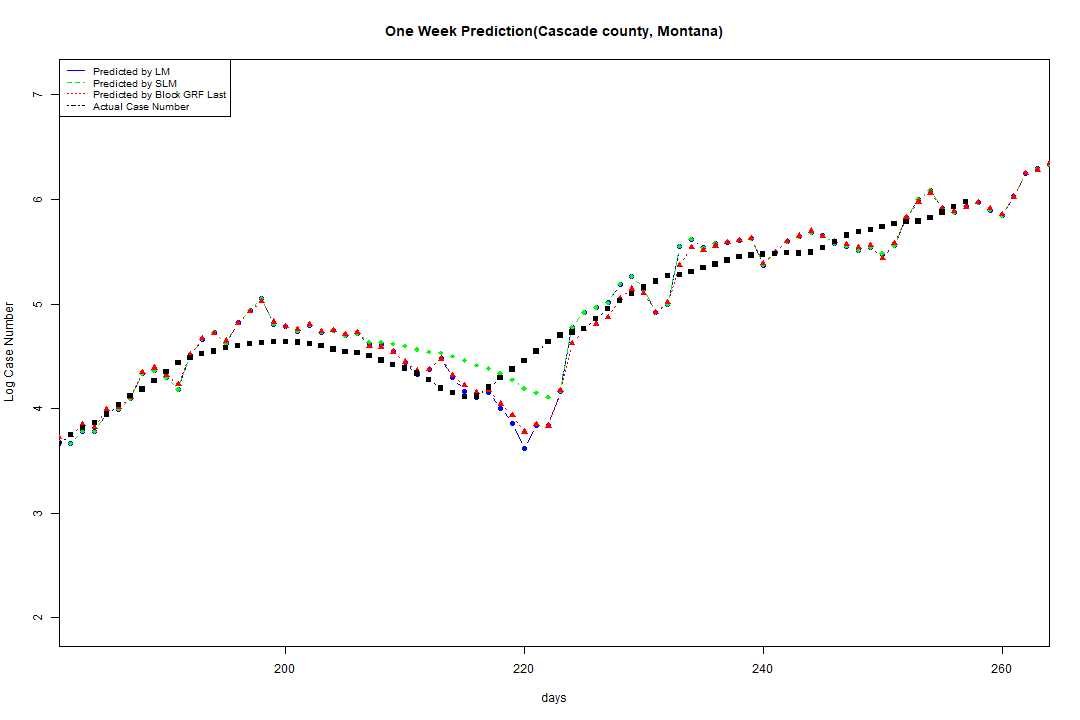 One Week Prediction(Cascade county, Montana)
Predicted by LM
Predicted by SLM
Predicted by Block GRF Last
Actual Case Number
7
6
5
4
3
2
Log Case Number
200
220
240
260
days